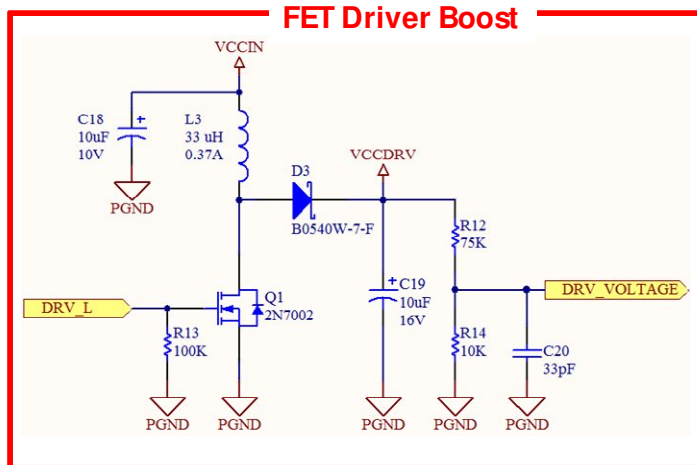 FET Driver Boost
VCCIN
C18
10uF
10V
L3
33 uH
0.37A
PGND
D3
B0540W-7-F
VCCDRV
R12
75K
DRV_L
Q1
2N7002
R13
100K
C19
10uF
16V
DRV_VOLTAGE
R14
10K
C20
33pF
PGND
PGND
PGND
PGND
PGND